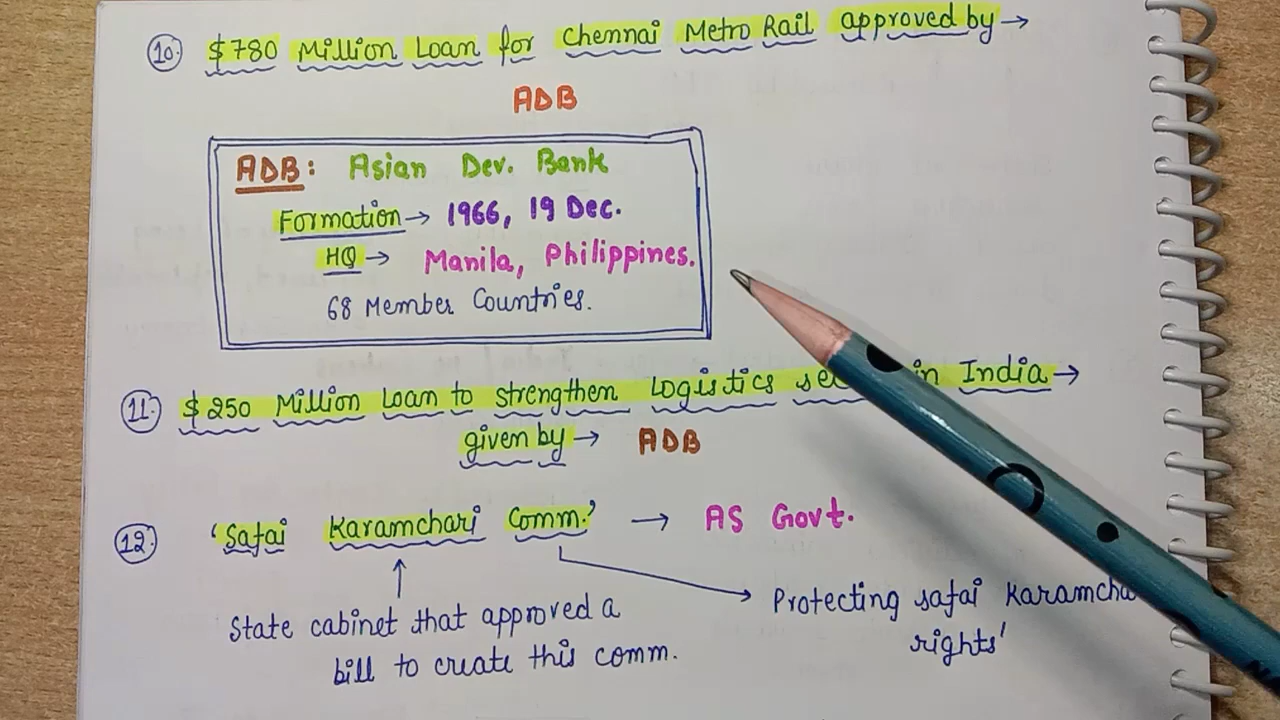 10. $780 Million Loan for Chennai Metro Rail approved by →
ADB
ADB: Asian Dev. Bank
Formation → 1966, 19 Dec.
HQ → Manila, Philippines.
68 Member Countries.
11. $250 Million Loan to strengthen Logistics in India →
given by → ADB
12. 'Safai Karamchari Comm.' → AS Govt.
State cabinet that approved a
bill to create this comm.
Protecting safai
rights'